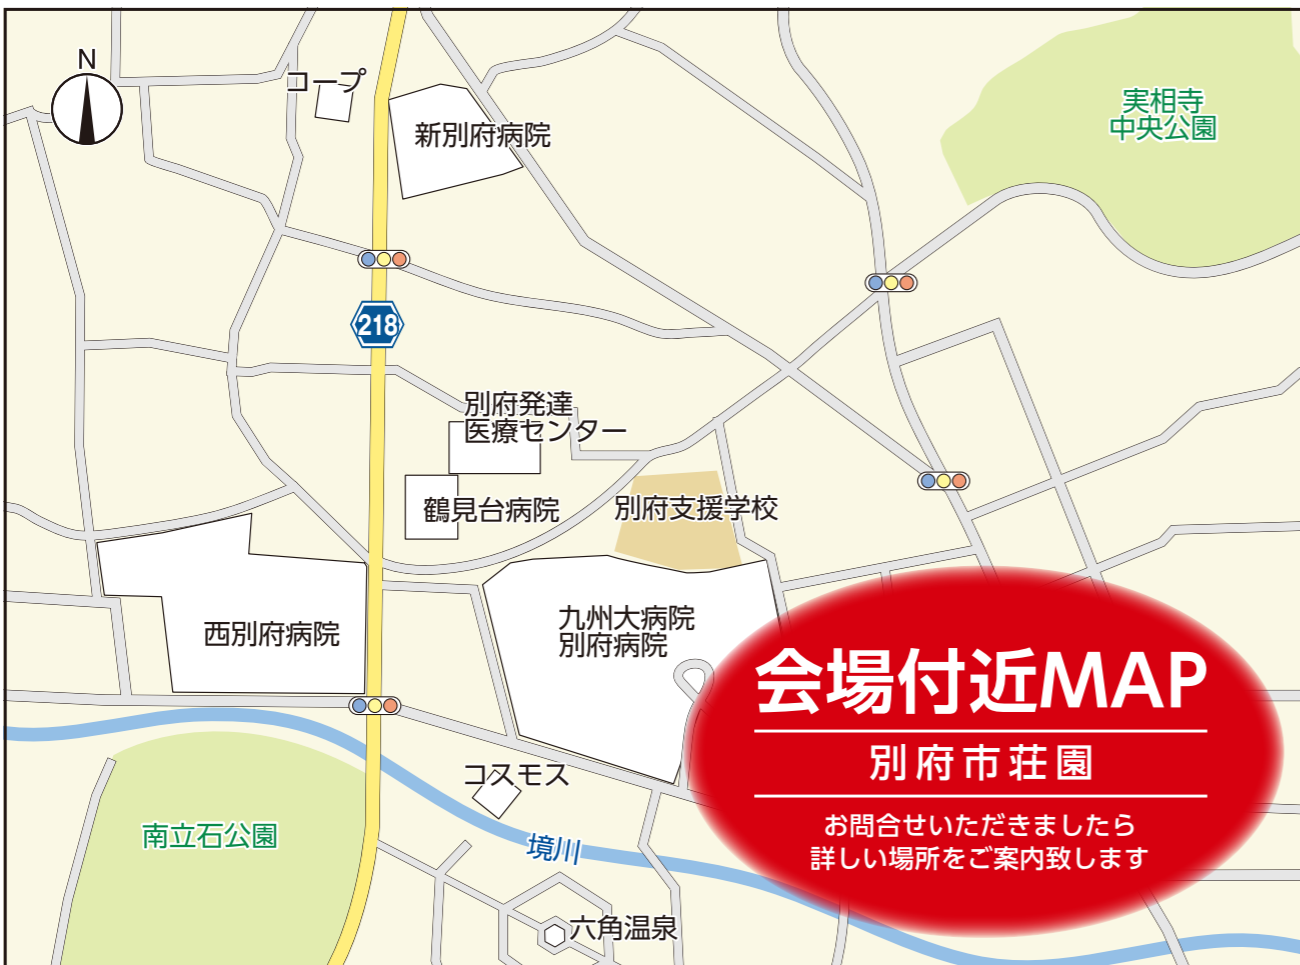 N
コープ
新別府病院
実相寺
中央公園
218
別府発達
医療センター
鶴見台病院
別府支援学校
西別府病院
九州大病院
別府病院
会場付近MAP
別府市荘園
お問合せいただきましたら
詳しい場所をご案内致します
コスモス
南立石公園
境川
六角温泉